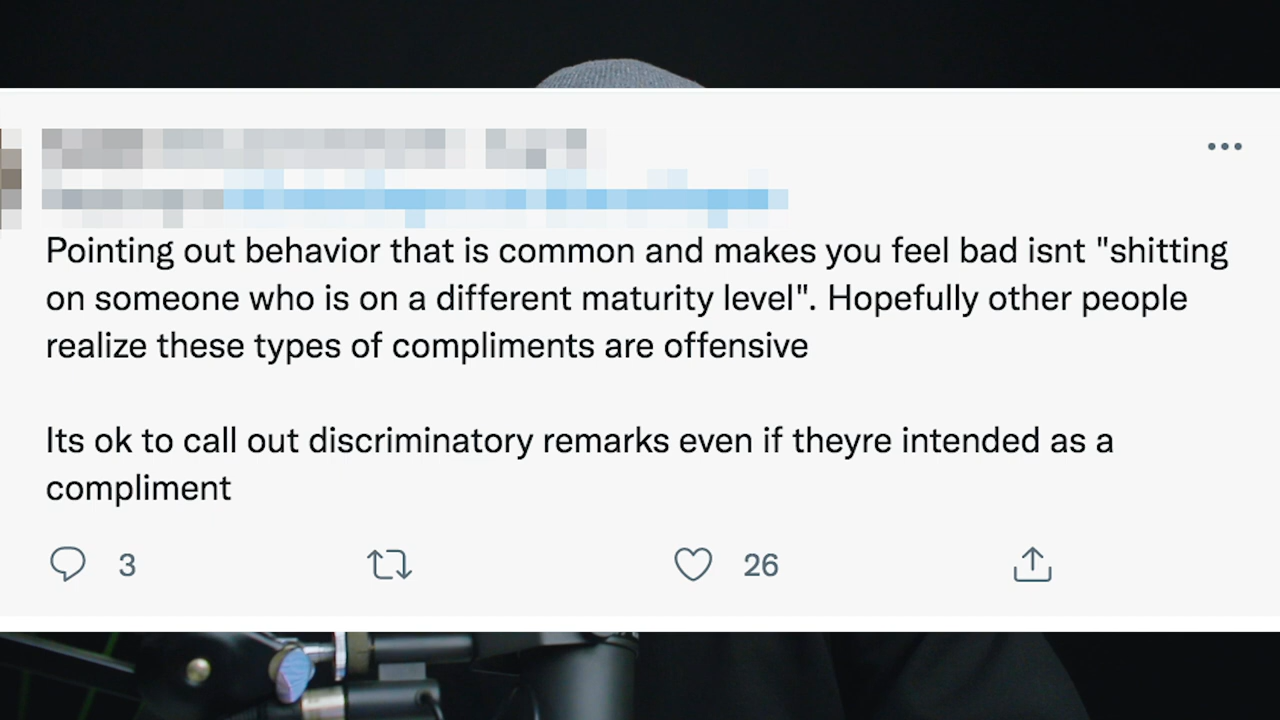 Pointing out behavior that is common and makes you feel bad isnt "shitting
on someone who is on a different maturity level". Hopefully other people
realize these types of compliments are offensive
Its ok to call out discriminatory remarks even if theyre intended as a
compliment
3 26